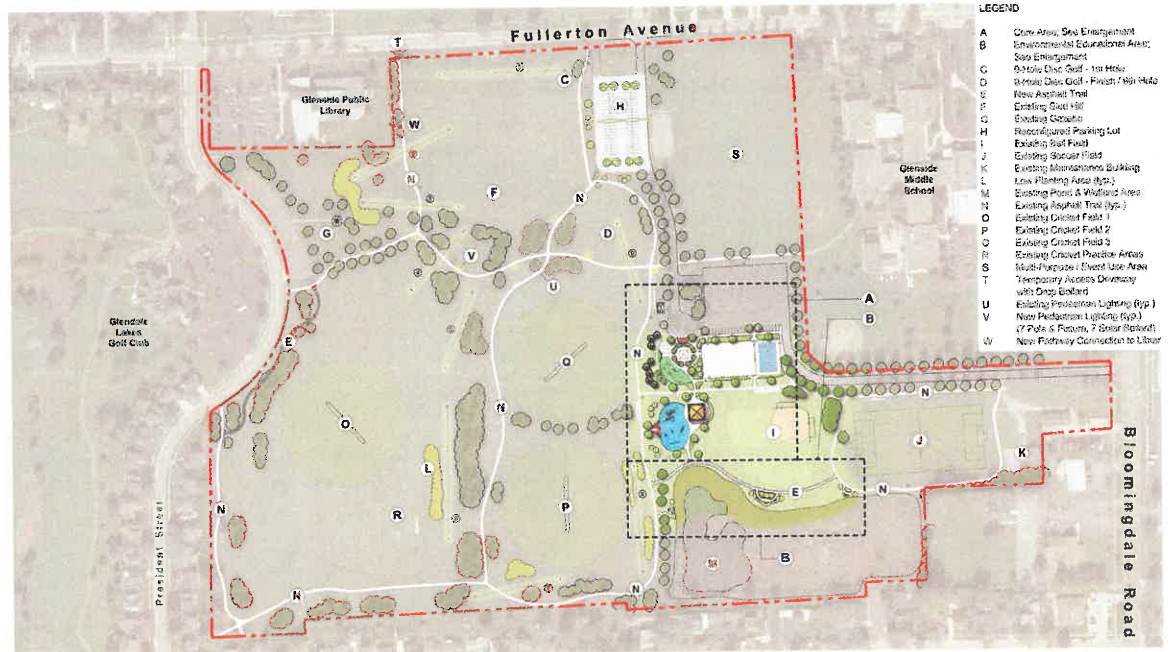 LEGEND
A Core Area; See Enlargement
B Environmental Educational Area;
See Enlargement
C 9-Hole Disc Golf - 1st Hole
D 9-Hole Disc Golf - Finish / 9th Hole
E New Asphalt Trail
F Existing Sled Hill
G Existing Gazebo
H Reconfigured Parking Lot
I Existing Ball Field
J Existing Soccer Field
K Existing Maintenance Building
L Low Planting Area (typ.)
M Existing Pond & Wetland Area
N Existing Asphalt Trail (typ.)
O Existing Cricket Field 1
P Existing Cricket Field 2
Q Existing Cricket Field 3
R Existing Cricket Practice Areas
S Multi-Purpose / Event Use Area
T Temporary Access Driveway
with Drop Bollard
U Existing Pedestrian Lighting (typ.)
V New Pedestrian Lighting (typ.)
(7 Pole & Fixture, 7 Solar Bollard)
W New Pathway Connection to Library
Fullerton Avenue
T
C
H
Glenside Public
Library
W
S
Glenside
Middle
School
N
F
N
G
D
V
U
A
B
Glendale
Lakes
Golf Club
E
N
Q
N
N
O
I
J
K
L
E
N
N
R
P
M
B
N
N
President Street
Bloomingdale Road